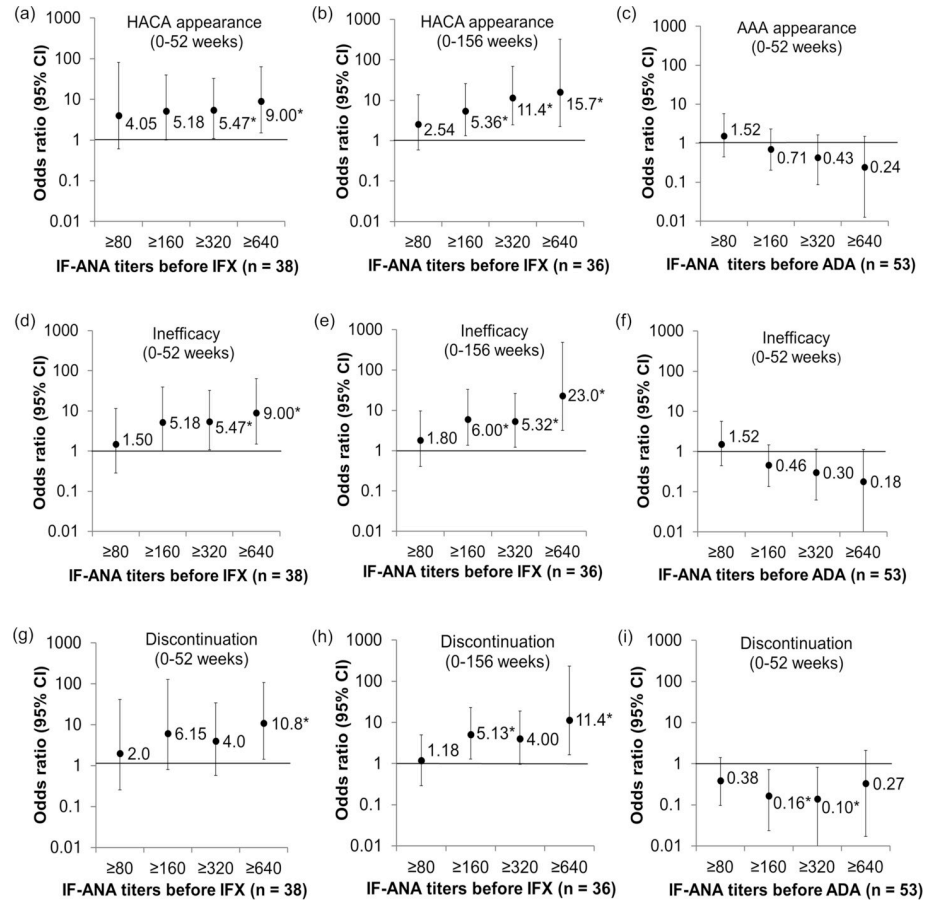 (a)
HACA appearance
(0-52 weeks)
Odds ratio (95% CI)
1000
100
10
1
0.1
0.01
4.05
5.18
5.47*
9.00*
≥80 ≥160 ≥320 ≥640
IF-ANA titers before IFX (n = 38)
(b)
HACA appearance
(0-156 weeks)
Odds ratio (95% CI)
1000
100
10
1
0.1
0.01
2.54
5.36*
11.4*
15.7*
≥80 ≥160 ≥320 ≥640
IF-ANA titers before IFX (n = 36)
(c)
AAA appearance
(0-52 weeks)
Odds ratio (95% CI)
1000
100
10
1
0.1
0.01
1.52
0.71
0.43
0.24
≥80 ≥160 ≥320 ≥640
IF-ANA titers before ADA (n = 53)
(d)
Inefficacy
(0-52 weeks)
Odds ratio (95% CI)
1000
100
10
1
0.1
0.01
1.50
5.18
5.47*
9.00*
≥80 ≥160 ≥320 ≥640
IF-ANA titers before IFX (n = 38)
(e)
Inefficacy
(0-156 weeks)
Odds ratio (95% CI)
1000
100
10
1
0.1
0.01
1.80
6.00*
5.32*
23.0*
≥80 ≥160 ≥320 ≥640
IF-ANA titers before IFX (n = 36)
(f)
Inefficacy
(0-52 weeks)
Odds ratio (95% CI)
1000
100
10
1
0.1
0.01
1.52
0.46
0.30
0.18
≥80 ≥160 ≥320 ≥640
IF-ANA titers before ADA (n = 53)
(g)
Discontinuation
(0-52 weeks)
Odds ratio (95% CI)
1000
100
10
1
0.1
0.01
2.0
6.15
4.0
10.8*
≥80 ≥160 ≥320 ≥640
IF-ANA titers before IFX (n = 38)
(h)
Discontinuation
(0-156 weeks)
Odds ratio (95% CI)
1000
100
10
1
0.1
0.01
1.18
5.13*
4.00
11.4*
≥80 ≥160 ≥320 ≥640
IF-ANA titers before IFX (n = 36)
(i)
Discontinuation
(0-52 weeks)
Odds ratio (95% CI)
1000
100
10
1
0.1
0.01
0.38
0.16*
0.10*
0.27
≥80 ≥160 ≥320 ≥640
IF-ANA titers before ADA (n = 53)